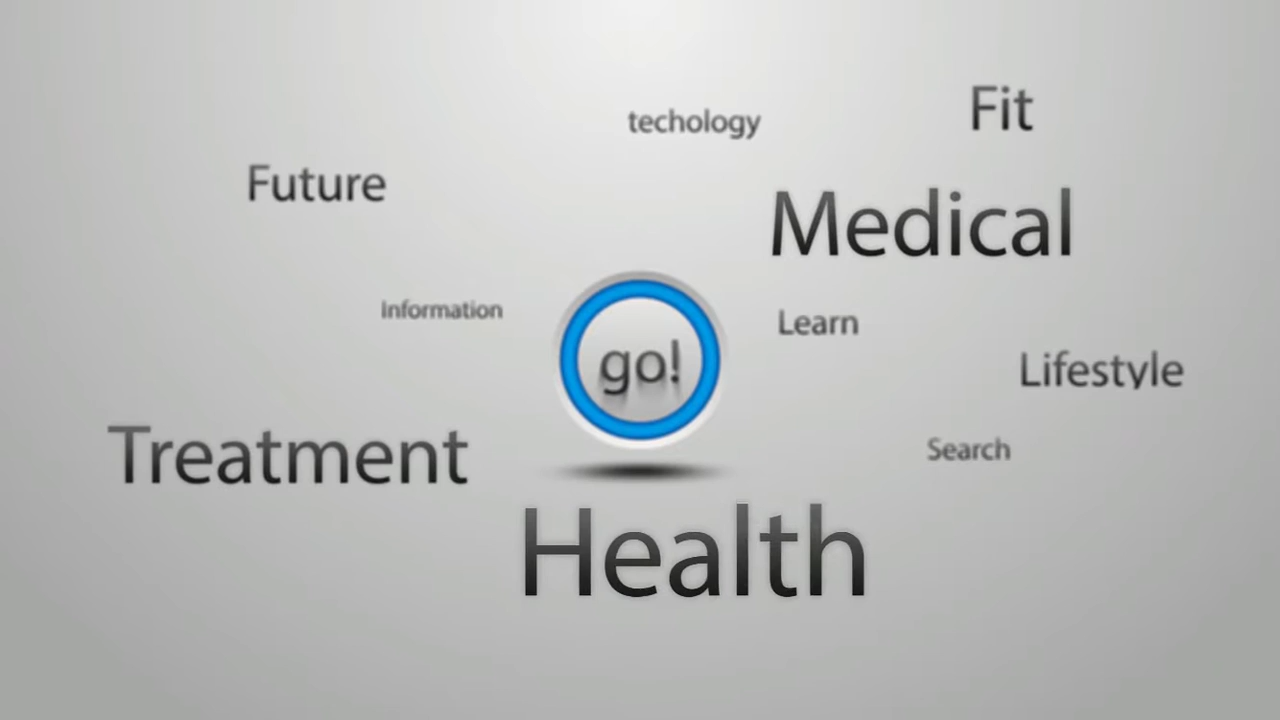 techology
Fit
Future
Medical
Information
Learn
go!
Lifestyle
Treatment
Search
Health